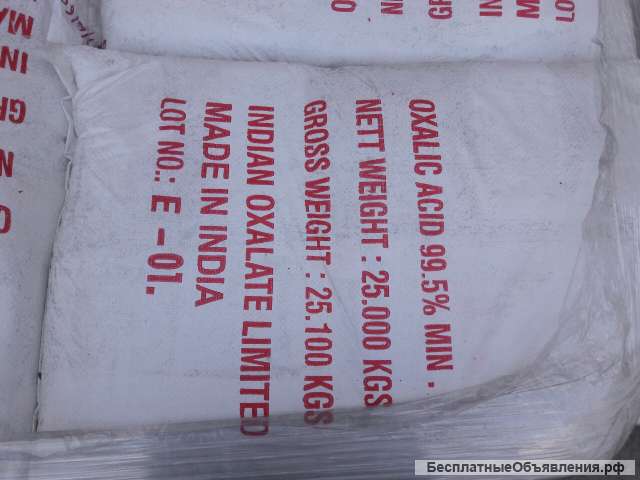 OXALIC ACID 99.5% MIN.
NETT WEIGHT : 25.000 KGS
GROSS WEIGHT : 25.100 KGS
INDIAN OXALATE LIMITED
MADE IN INDIA
LOT NO.: E - 01.
БесплатныеОбъявления.рф